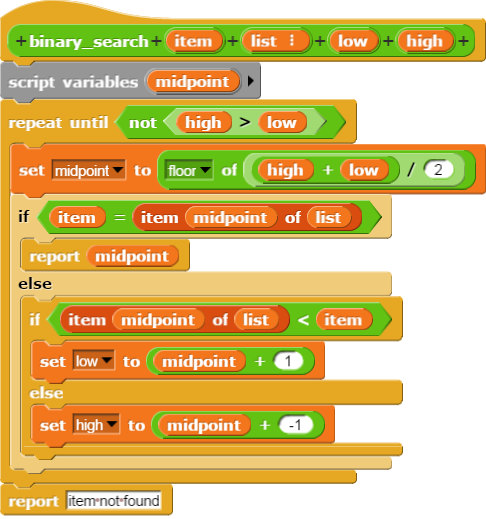 + binary_search + item + list ⋮ + low + high +
script variables midpoint
repeat until not high > low
set midpoint to floor of high + low / 2
if item = item midpoint of list
report midpoint
else
if item midpoint of list < item
set low to midpoint + 1
else
set high to midpoint + -1
report item·not·found